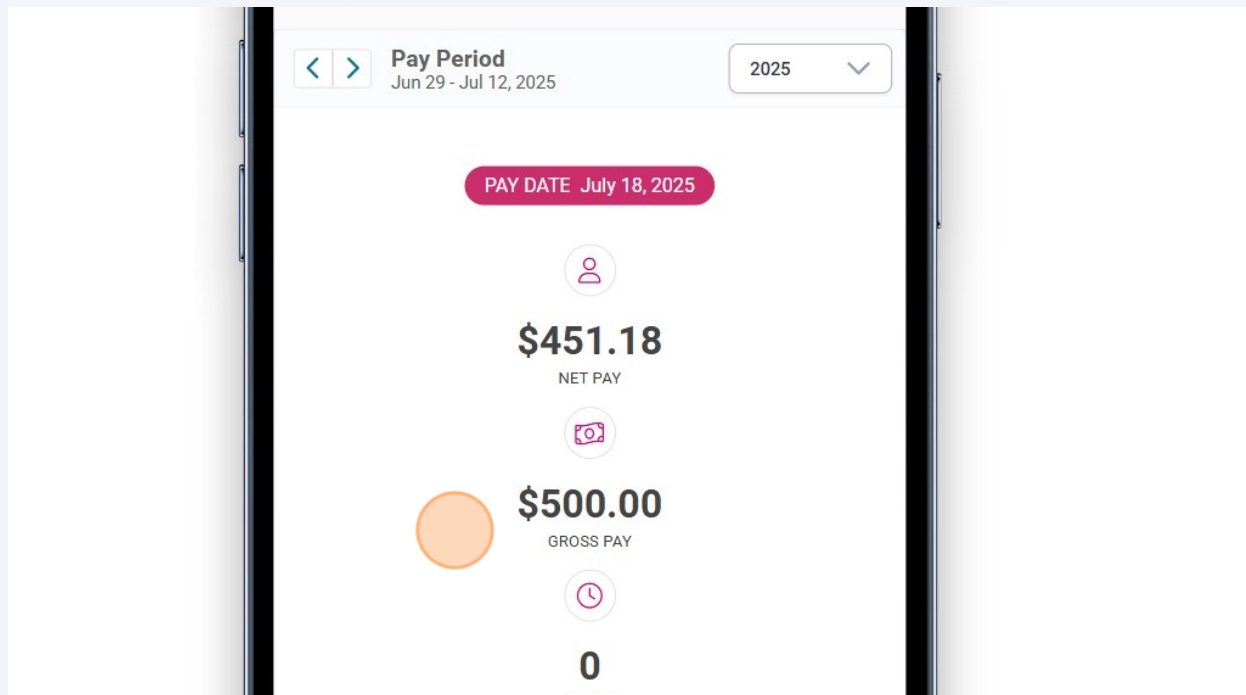 Pay Period
Jun 29 - Jul 12, 2025
2025
PAY DATE July 18, 2025
$451.18
NET PAY
$500.00
GROSS PAY
0